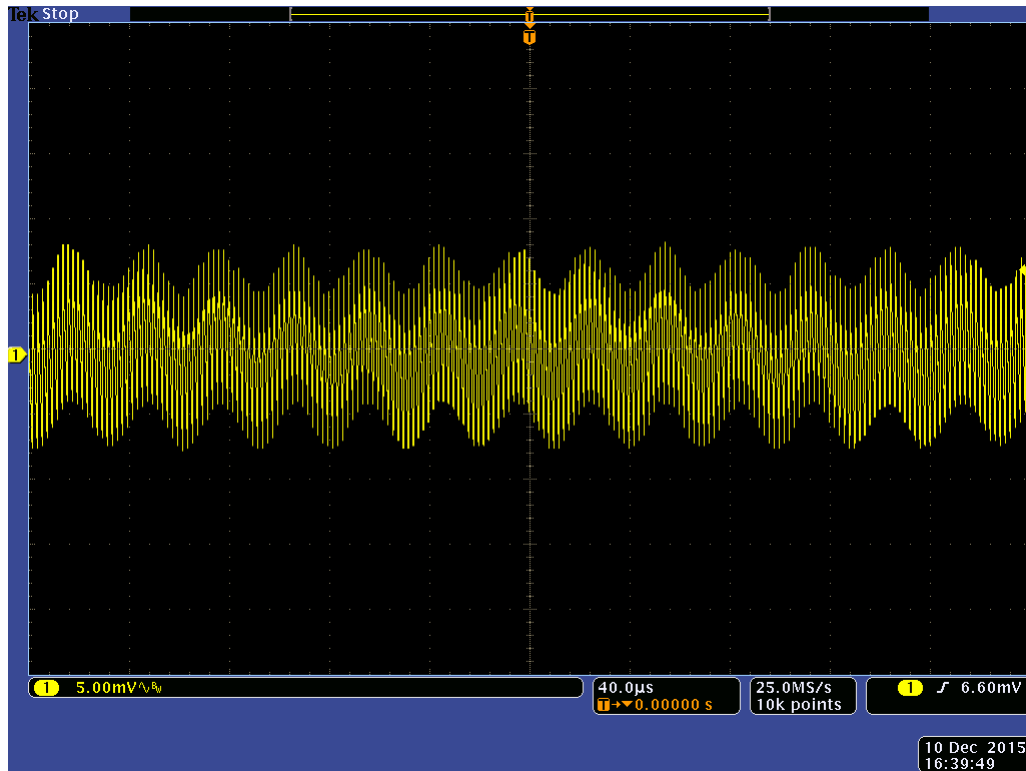 Tek Stop
T
T
1
1 5.00mV∿BW
40.0µs
T→▼0.00000 s
25.0MS/s
10k points
1 ƒ 6.60mV
10 Dec 2015
16:39:49